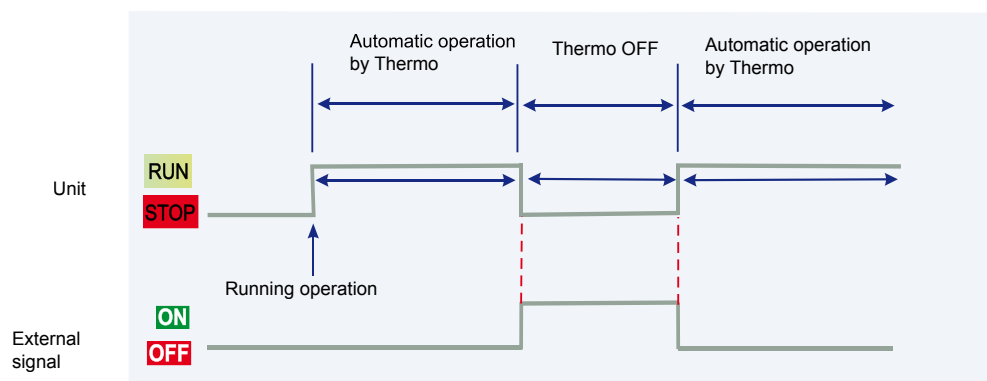 Automatic operation
by Thermo
Thermo OFF
Automatic operation
by Thermo
Unit
RUN
STOP
Running operation
External
signal
ON
OFF